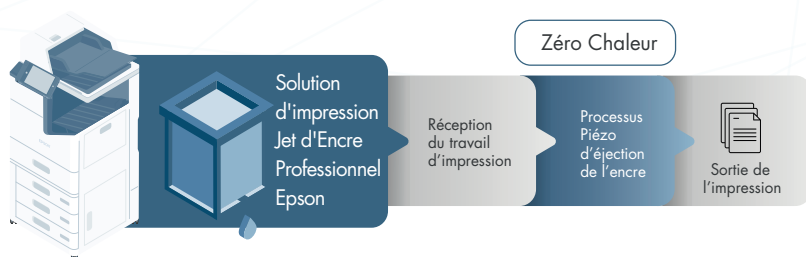 Zéro Chaleur
Solution
d'impression
Jet d'Encre
Professionnel
Epson
Réception
du travail
d'impression
Processus
Piézo
d'éjection
de l'encre
Sortie de
l'impression